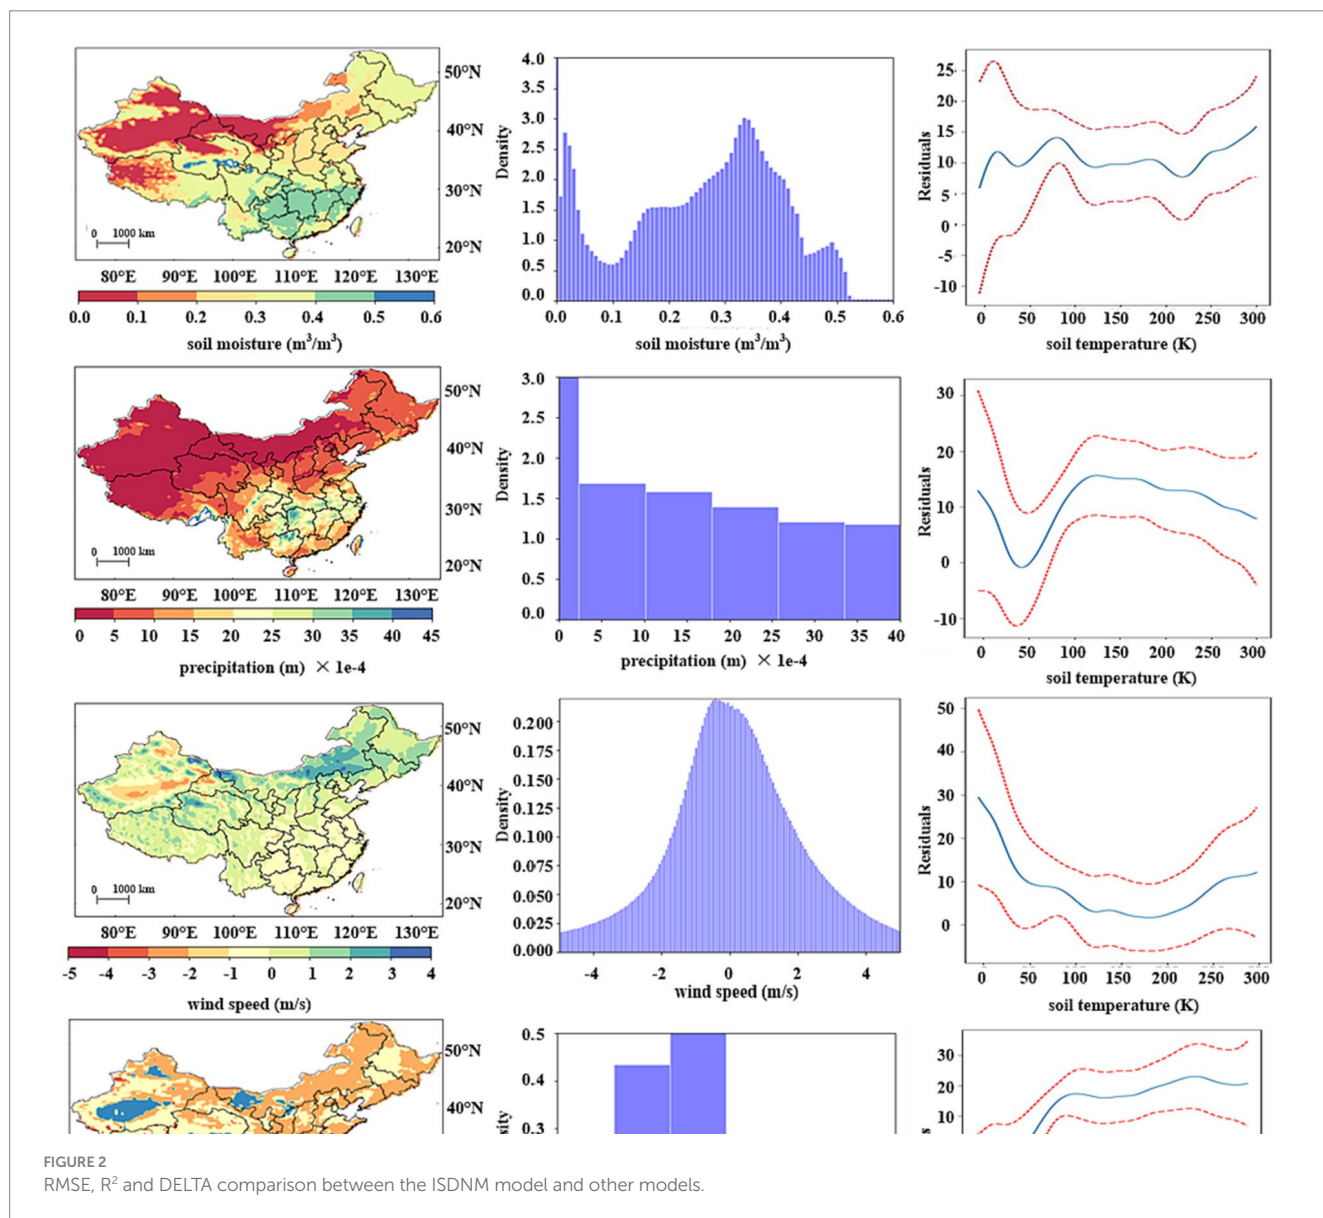 50°N
40°N
30°N
20°N
0 1000 km
80°E 90°E 100°E 110°E 120°E 130°E
0.0 0.1 0.2 0.3 0.4 0.5 0.6
soil moisture (m³/m³)
4.0
3.0
2.5
2.0
1.5
1.0
0.5
0.0
Density
0.0 0.1 0.2 0.3 0.4 0.5 0.6
soil moisture (m³/m³)
25
20
15
10
5
0
-5
-10
Residuals
0 50 100 150 200 250 300
soil temperature (K)
50°N
40°N
30°N
20°N
0 1000 km
80°E 90°E 100°E 110°E 120°E 130°E
0 5 10 15 20 25 30 35 40 45
precipitation (m) × 1e-4
3.0
2.5
2.0
1.5
1.0
0.5
0.0
Density
0 5 10 20 30 35 40
precipitation (m) × 1e-4
30
20
10
0
-10
Residuals
0 50 100 150 200 250 300
soil temperature (K)
50°N
40°N
30°N
20°N
0 1000 km
80°E 90°E 100°E 110°E 120°E 130°E
-5 -4 -3 -2 -1 0 1 2 3 4
wind speed (m/s)
0.200
0.175
0.150
0.125
0.100
0.075
0.050
0.025
0.000
Density
-4 -2 0 2 4
wind speed (m/s)
50
40
30
20
10
0
Residuals
0 50 100 150 200 250 300
soil temperature (K)
50°N
40°N
0.5
0.4
0.3
30
20
10
FIGURE 2
RMSE, R² and DELTA comparison between the ISDNM model and other models.